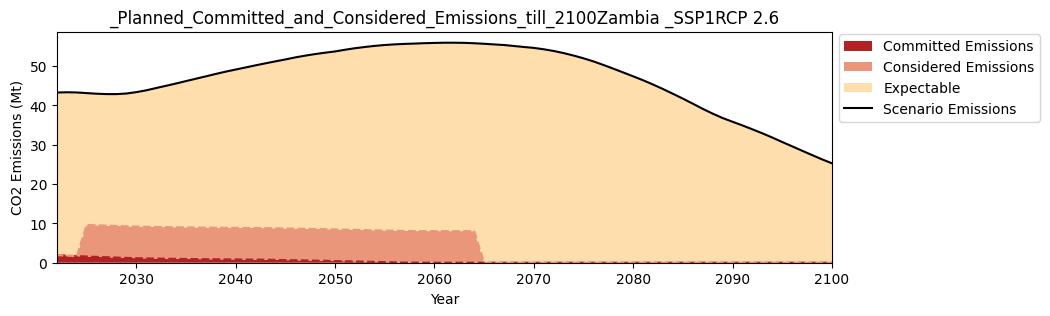 _Planned_Committed_and_Considered_Emissions_till_2100Zambia _SSP1RCP 2.6
Committed Emissions
Considered Emissions
Expectable
Scenario Emissions
CO2 Emissions (Mt)
50
40
30
20
10
0
2030 2040 2050 2060 2070 2080 2090 2100
Year